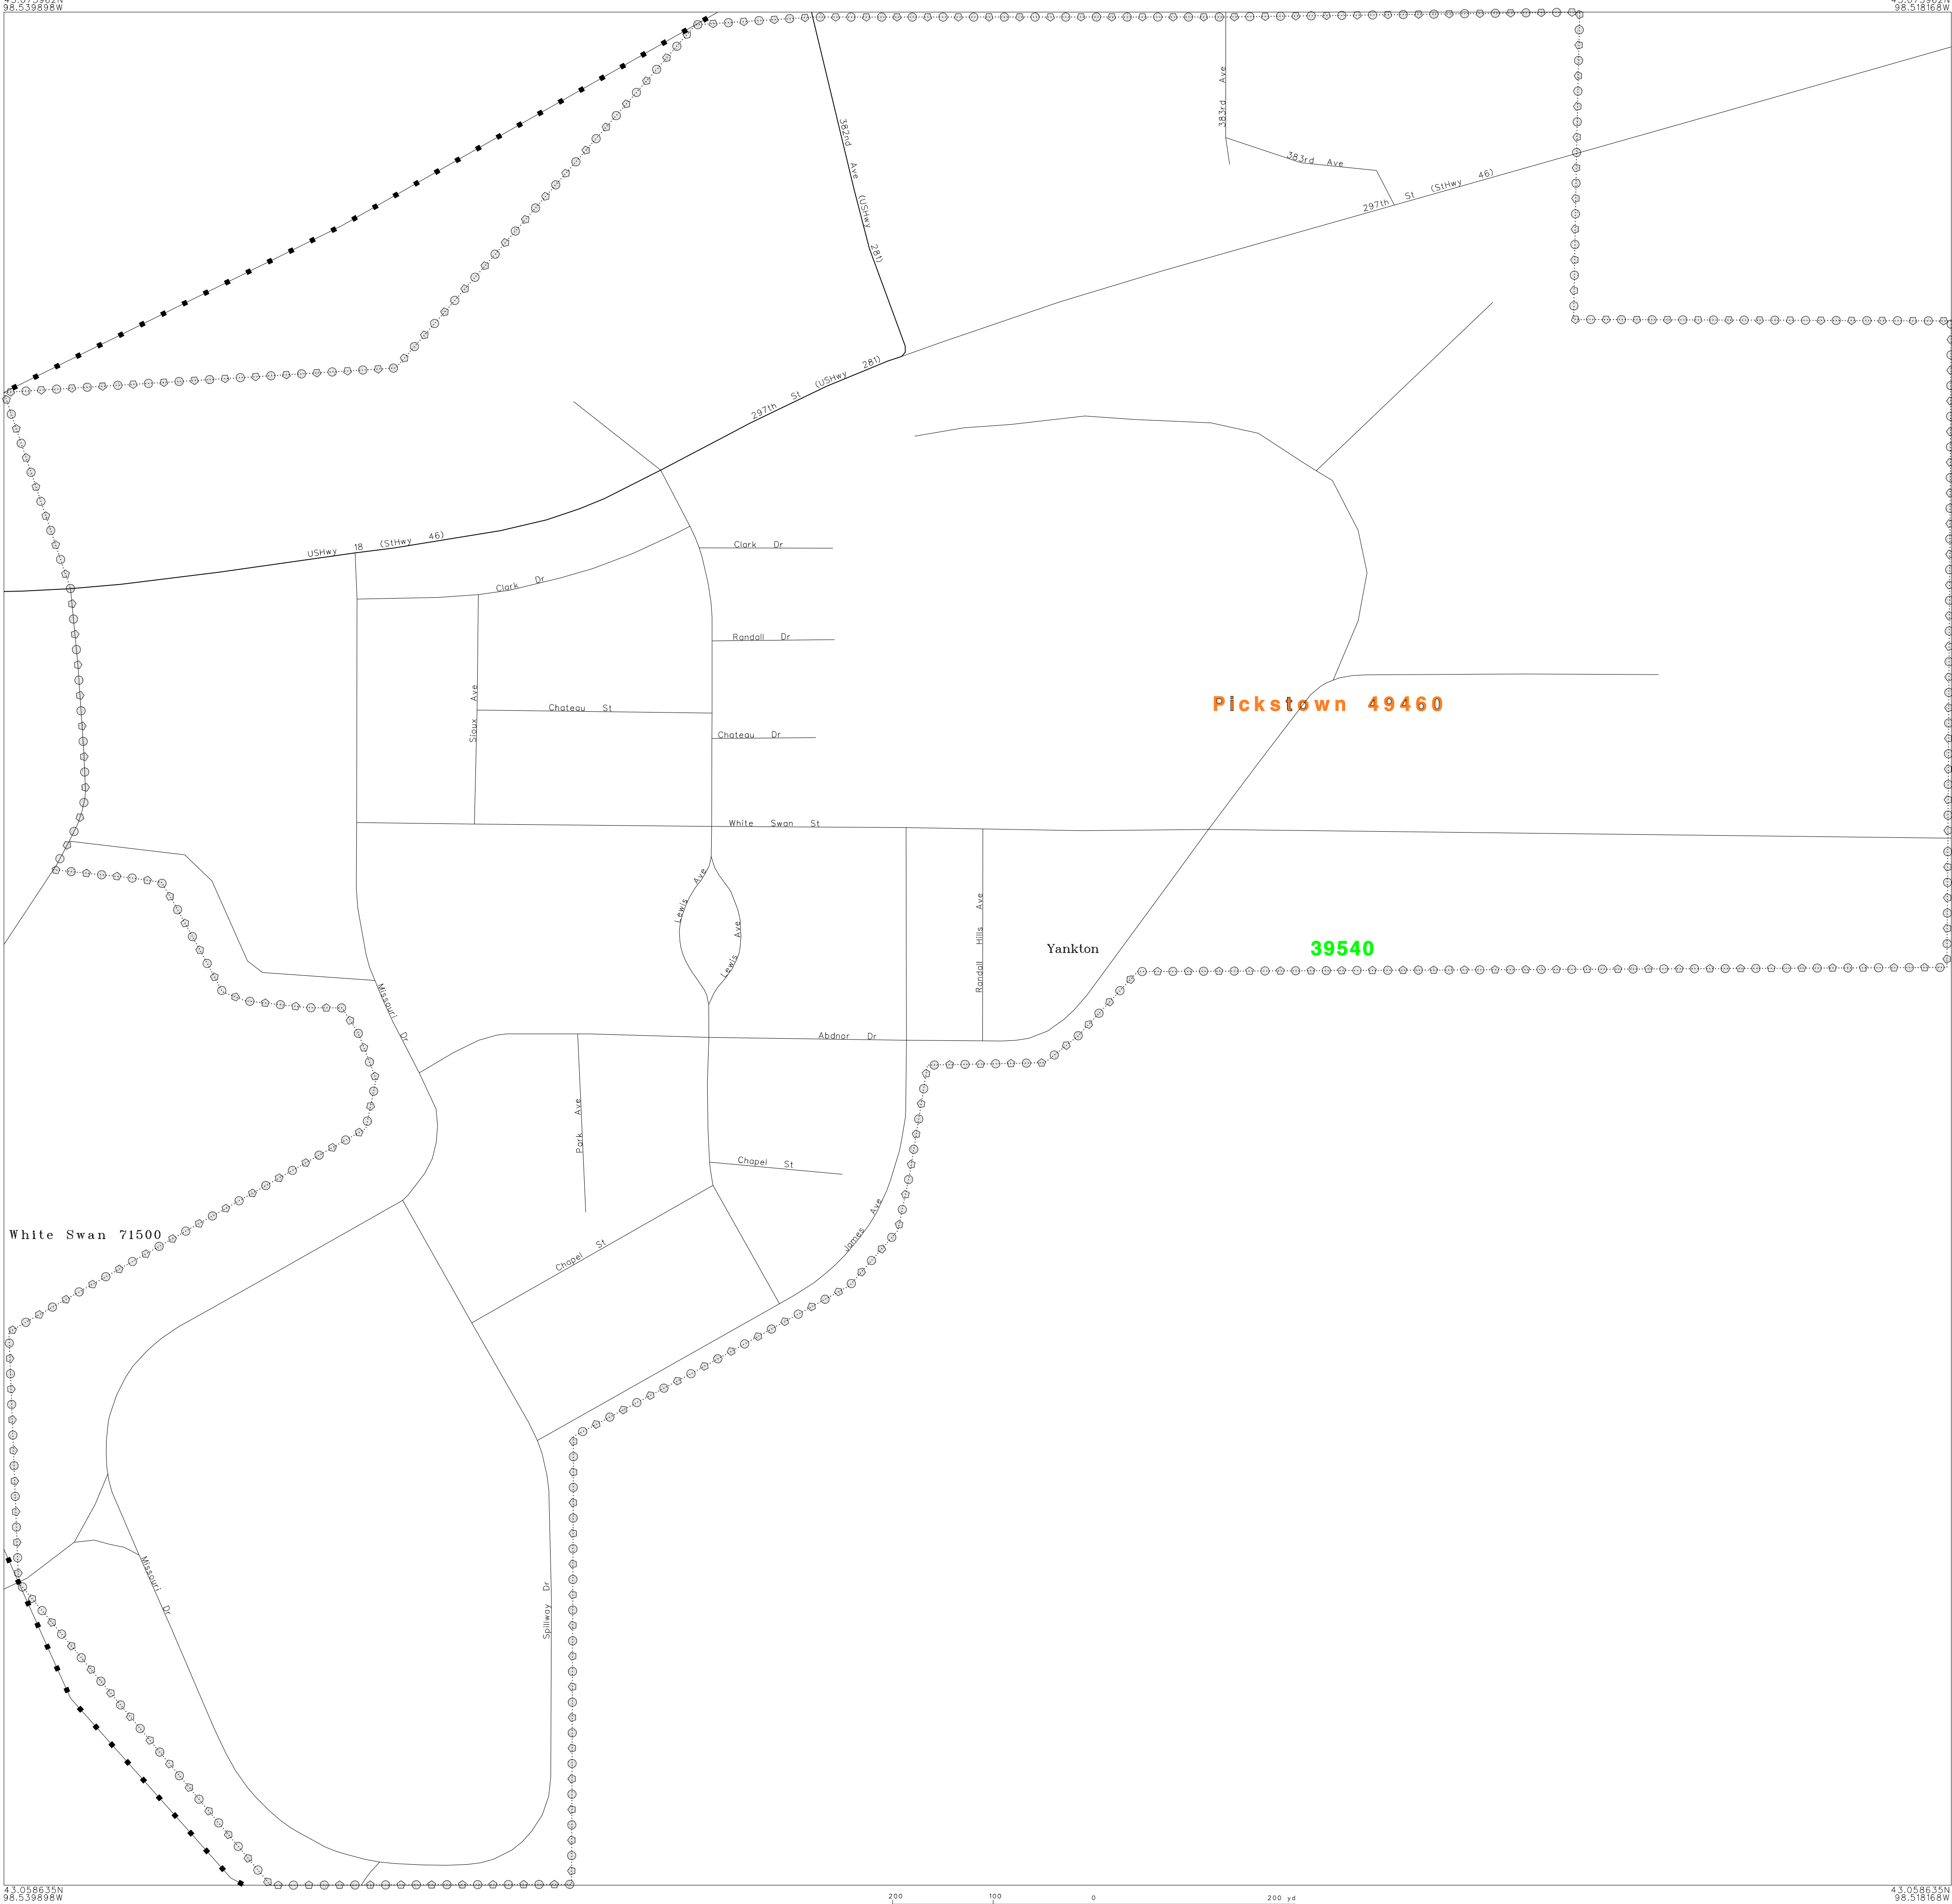 98.539898W
98.518168W
383rd Ave
382nd Ave (USHwy 281)
383rd Ave
297th St (StHwy 46)
297th St (USHwy 281)
USHwy 18 (StHwy 46)
Clark Dr
Clark Dr
Randall Dr
Sioux Ave
Chateau St
Chateau Dr
Pickstown 49460
White Swan St
Lewis Ave
Lewis Ave
Randall Hills Ave
Yankton
39540
Missouri Dr
Abdnor Dr
Park Ave
Chapel St
James Ave
White Swan 71500
Chapel St
Missouri Dr
Spillway Dr
43.058635N
98.539898W
43.058635N
98.518168W
200 100 0 200 yd